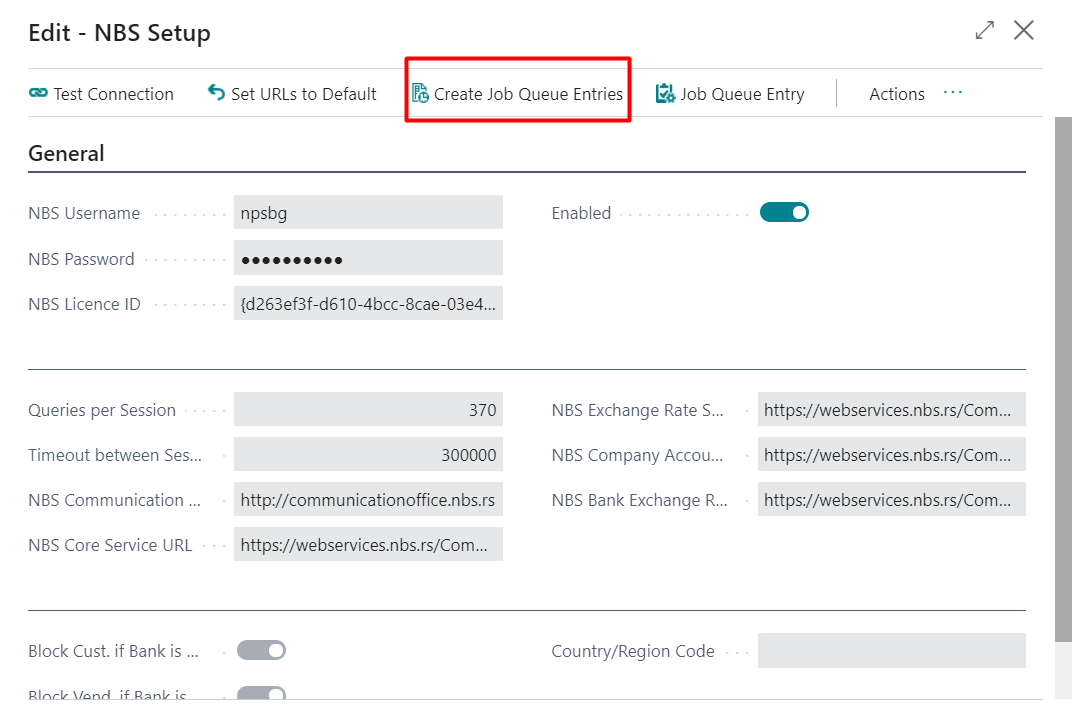 Edit - NBS Setup
Test Connection Set URLs to Default Create Job Queue Entries Job Queue Entry Actions ...
General
NBS Username npsbg Enabled
NBS Password ●●●●●●●●●●
NBS Licence ID {d263ef3f-d610-4bcc-8cae-03e4...
Queries per Session 370 NBS Exchange Rate S... https://webservices.nbs.rs/Com...
Timeout between Ses... 300000 NBS Company Accou... https://webservices.nbs.rs/Com...
NBS Communication ... http://communicationoffice.nbs.rs NBS Bank Exchange R... https://webservices.nbs.rs/Com...
NBS Core Service URL https://webservices.nbs.rs/Com...
Block Cust. if Bank is ... Country/Region Code
Block Vend. if Bank is